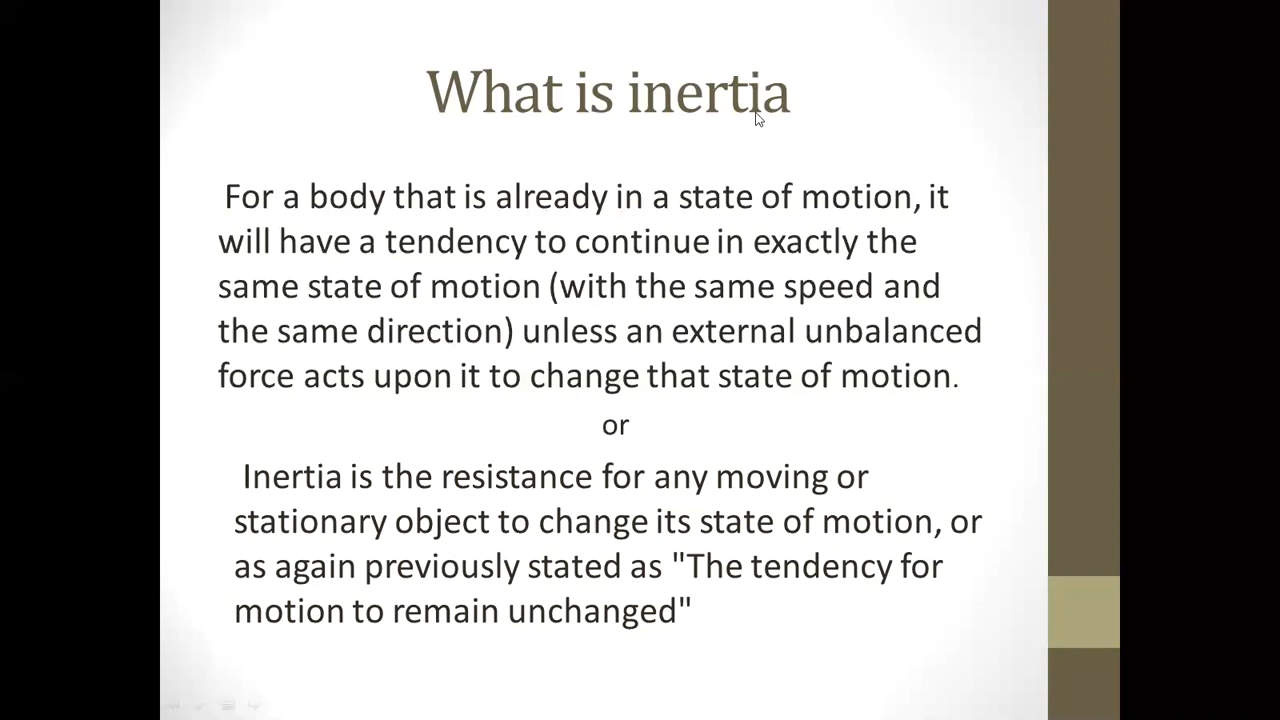 What is inertia
For a body that is already in a state of motion, it
will have a tendency to continue in exactly the
same state of motion (with the same speed and
the same direction) unless an external unbalanced
force acts upon it to change that state of motion.
or
Inertia is the resistance for any moving or
stationary object to change its state of motion, or
as again previously stated as "The tendency for
motion to remain unchanged"